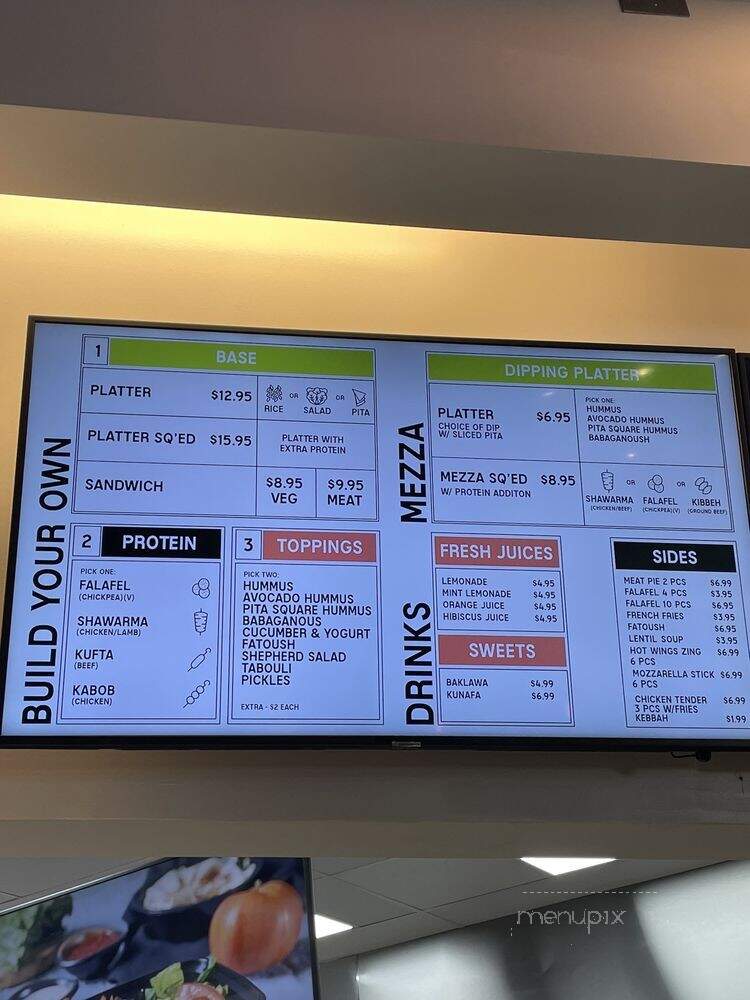 BUILD YOUR OWN
1 BASE
PLATTER $12.95
RICE OR SALAD OR PITA
PLATTER SQ'ED $15.95
PLATTER WITH
EXTRA PROTEIN
SANDWICH
$8.95
VEG
$9.95
MEAT
2 PROTEIN
PICK ONE:
FALAFEL
(CHICKPEA)(V)
SHAWARMA
(CHICKEN/LAMB)
KUFTA
(BEEF)
KABOB
(CHICKEN)
3 TOPPINGS
PICK TWO:
HUMMUS
AVOCADO HUMMUS
PITA SQUARE HUMMUS
BABAGANOUS
CUCUMBER & YOGURT
FATOUSH
SHEPHERD SALAD
TABOULI
PICKLES
EXTRA - $2 EACH
MEZZA
DIPPING PLATTER
PLATTER $6.95
CHOICE OF DIP
W/ SLICED PITA
PICK ONE:
HUMMUS
AVOCADO HUMMUS
PITA SQUARE HUMMUS
BABAGANOUSH
MEZZA SQ'ED $8.95
W/ PROTEIN ADDITON
SHAWARMA OR FALAFEL OR KIBBEH
(CHICKEN/BEEF) (CHICKPEA)(V) (GROUND BEEF)
DRINKS
FRESH JUICES
LEMONADE $4.95
MINT LEMONADE $4.95
ORANGE JUICE $4.95
HIBISCUS JUICE $4.95
SWEETS
BAKLAWA $4.99
KUNAFA $6.99
SIDES
MEAT PIE 2 PCS $6.99
FALAFEL 4 PCS $3.95
FALAFEL 10 PCS $6.95
FRENCH FRIES $3.95
FATOUSH $6.95
LENTIL SOUP $3.95
HOT WINGS ZING $6.99
6 PCS
MOZZARELLA STICK $6.99
6 PCS
CHICKEN TENDER $6.99
3 PCS W/FRIES
KEBBAH $1.99
menupix